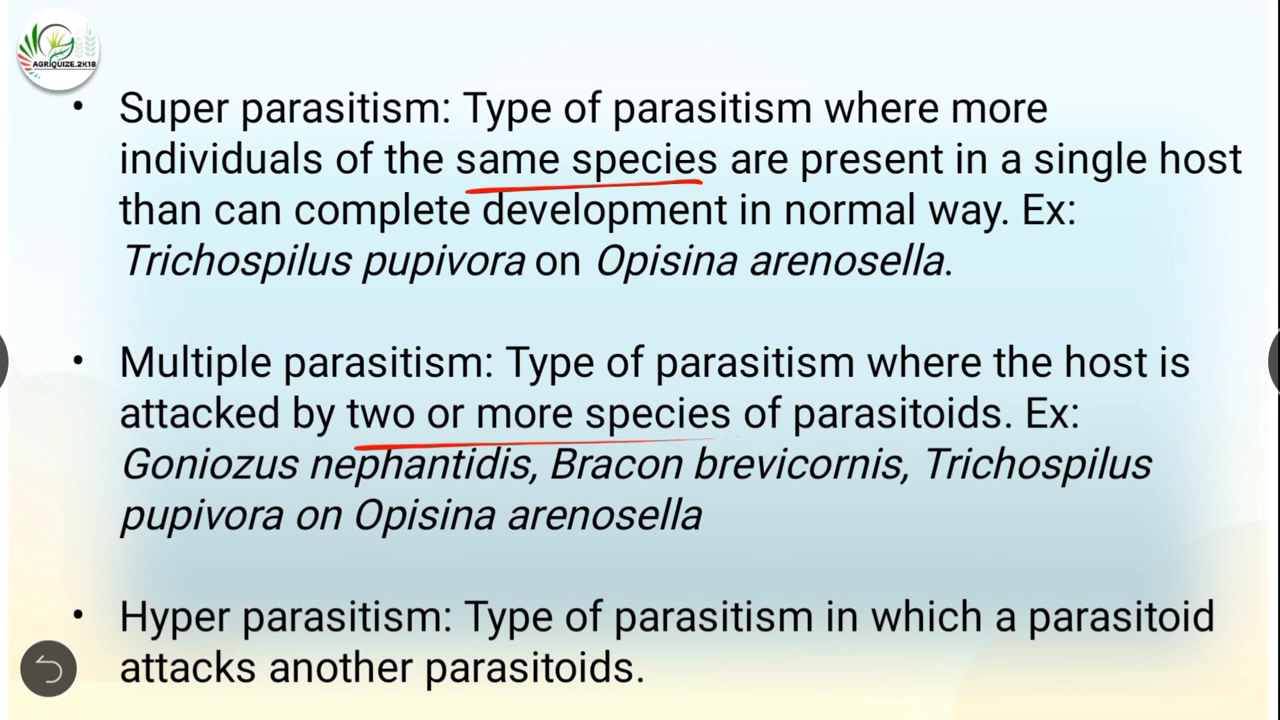 AGRIQUIZE.2K18
• Super parasitism: Type of parasitism where more
individuals of the same species are present in a single host
than can complete development in normal way. Ex:
Trichospilus pupivora on Opisina arenosella.
• Multiple parasitism: Type of parasitism where the host is
attacked by two or more species of parasitoids. Ex:
Goniozus nephantidis, Bracon brevicornis, Trichospilus
pupivora on Opisina arenosella
• Hyper parasitism: Type of parasitism in which a parasitoid
attacks another parasitoids.